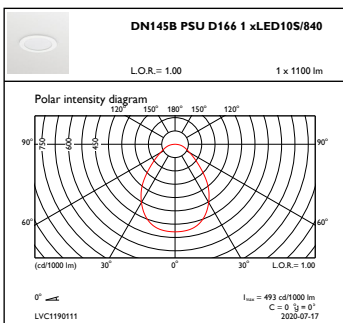 DN145B PSU D166 1 xLED10S/840
L.O.R.= 1.00 1 x 1100 lm
Polar intensity diagram
120° 150° 180° 150° 120°
90° 750 600 450 90°
60° 60°
(cd/1000 lm) 30° 0° 30° L.O.R.= 1.00
0° Imax = 493 cd/1000 lm
C = 0 °, γ = 0°
LVC1190111 2020-07-17